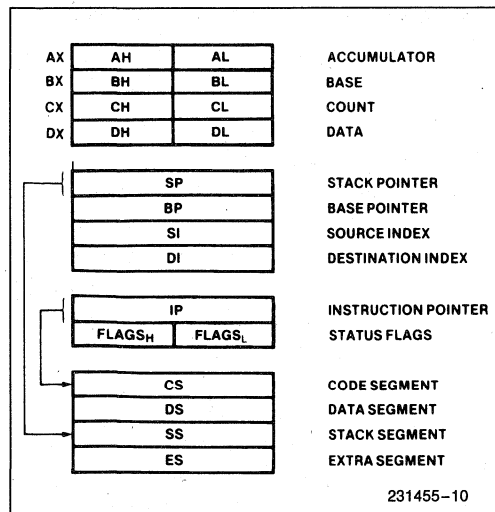 AX AH AL ACCUMULATOR
BX BH BL BASE
CX CH CL COUNT
DX DH DL DATA
SP STACK POINTER
BP BASE POINTER
SI SOURCE INDEX
DI DESTINATION INDEX
IP INSTRUCTION POINTER
FLAGSH FLAGSL STATUS FLAGS
CS CODE SEGMENT
DS DATA SEGMENT
SS STACK SEGMENT
ES EXTRA SEGMENT
231455-10